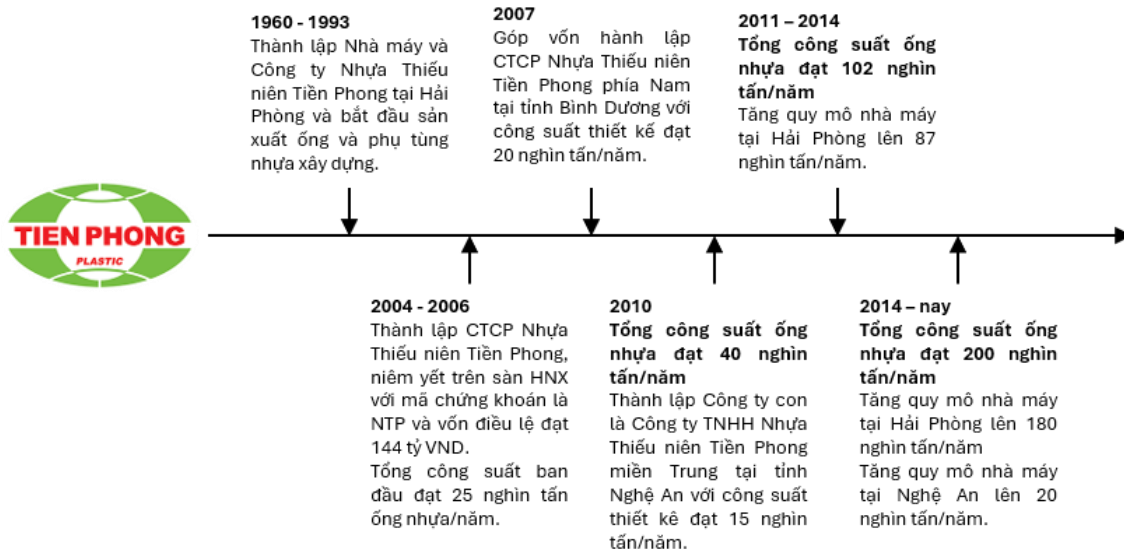 1960 - 1993
Thành lập Nhà máy và
Công ty Nhựa Thiếu
niên Tiền Phong tại Hải
Phòng và bắt đầu sản
xuất ống và phụ tùng
nhựa xây dựng.
2007
Góp vốn hành lập
CTCP Nhựa Thiếu niên
Tiền Phong phía Nam
tại tỉnh Bình Dương với
công suất thiết kế đạt
20 nghìn tấn/năm.
2011 – 2014
Tổng công suất ống
nhựa đạt 102 nghìn
tấn/năm
Tăng quy mô nhà máy
tại Hải Phòng lên 87
nghìn tấn/năm.
TIEN PHONG
PLASTIC
2004 - 2006
Thành lập CTCP Nhựa
Thiếu niên Tiền Phong,
niêm yết trên sàn HNX
với mã chứng khoán là
NTP và vốn điều lệ đạt
144 tỷ VND.
Tổng công suất ban
đầu đạt 25 nghìn tấn
ống nhựa/năm.
2010
Tổng công suất ống
nhựa đạt 40 nghìn
tấn/năm
Thành lập Công ty con
là Công ty TNHH Nhựa
Thiếu niên Tiền Phong
miền Trung tại tỉnh
Nghệ An với công suất
thiết kê đạt 15 nghìn
tấn/năm.
2014 – nay
Tổng công suất ống
nhựa đạt 200 nghìn
tấn/năm
Tăng quy mô nhà máy
tại Hải Phòng lên 180
nghìn tấn/năm
Tăng quy mô nhà máy
tại Nghệ An lên 20
nghìn tấn/năm.